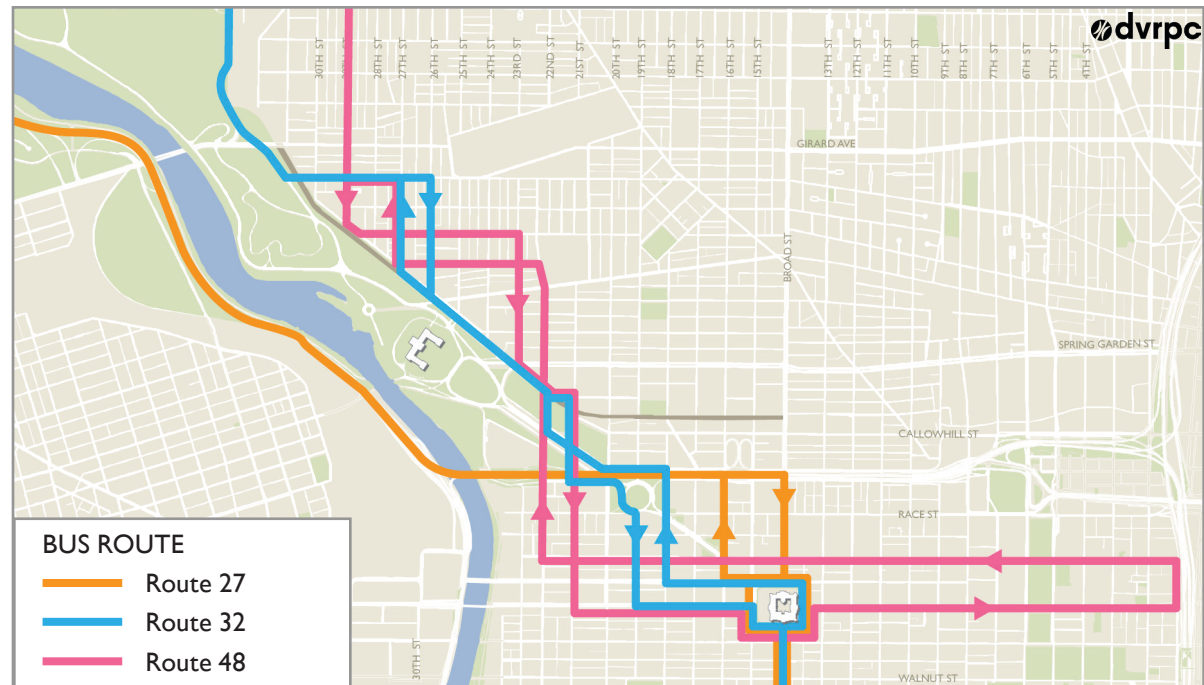 dvrpc
30TH ST
28TH ST
27TH ST
26TH ST
25TH ST
24TH ST
23RD ST
22ND ST
21ST ST
20TH ST
19TH ST
18TH ST
17TH ST
16TH ST
15TH ST
13TH ST
12TH ST
11TH ST
10TH ST
9TH ST
8TH ST
7TH ST
6TH ST
5TH ST
4TH ST
GIRARD AVE
BROAD ST
SPRING GARDEN ST
CALLOWHILL ST
RACE ST
BUS ROUTE
Route 27
Route 32
Route 48
30TH ST
WALNUT ST